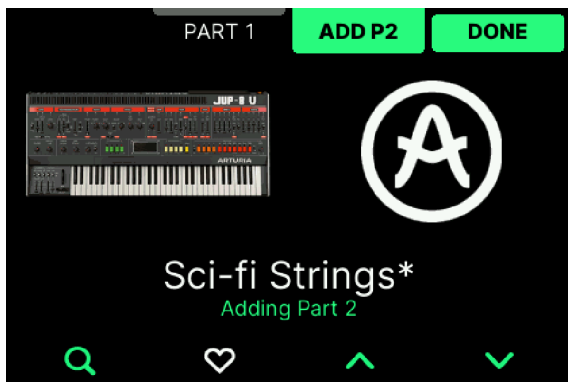 PART 1
ADD P2
DONE
JUP-8 V
ARTURIA
Sci-fi Strings*
Adding Part 2